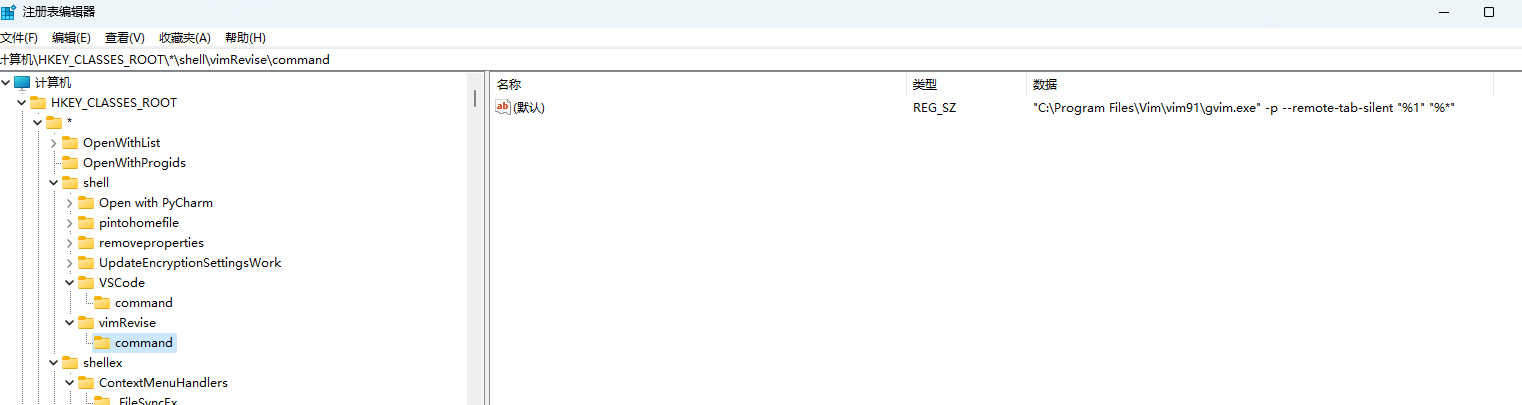 注册表编辑器
文件(F) 编辑(E) 查看(V) 收藏夹(A) 帮助(H)
计算机\HKEY_CLASSES_ROOT\*\shell\vimRevise\command
计算机
HKEY_CLASSES_ROOT
*
OpenWithList
OpenWithProgids
shell
Open with PyCharm
pintohomefile
removeproperties
UpdateEncryptionSettingsWork
VSCode
command
vimRevise
command
shellex
ContextMenuHandlers
FileSyncEx
名称 类型 数据
ab (默认) REG_SZ "C:\Program Files\Vim\vim91\gvim.exe" -p --remote-tab-silent "%1" "%*"